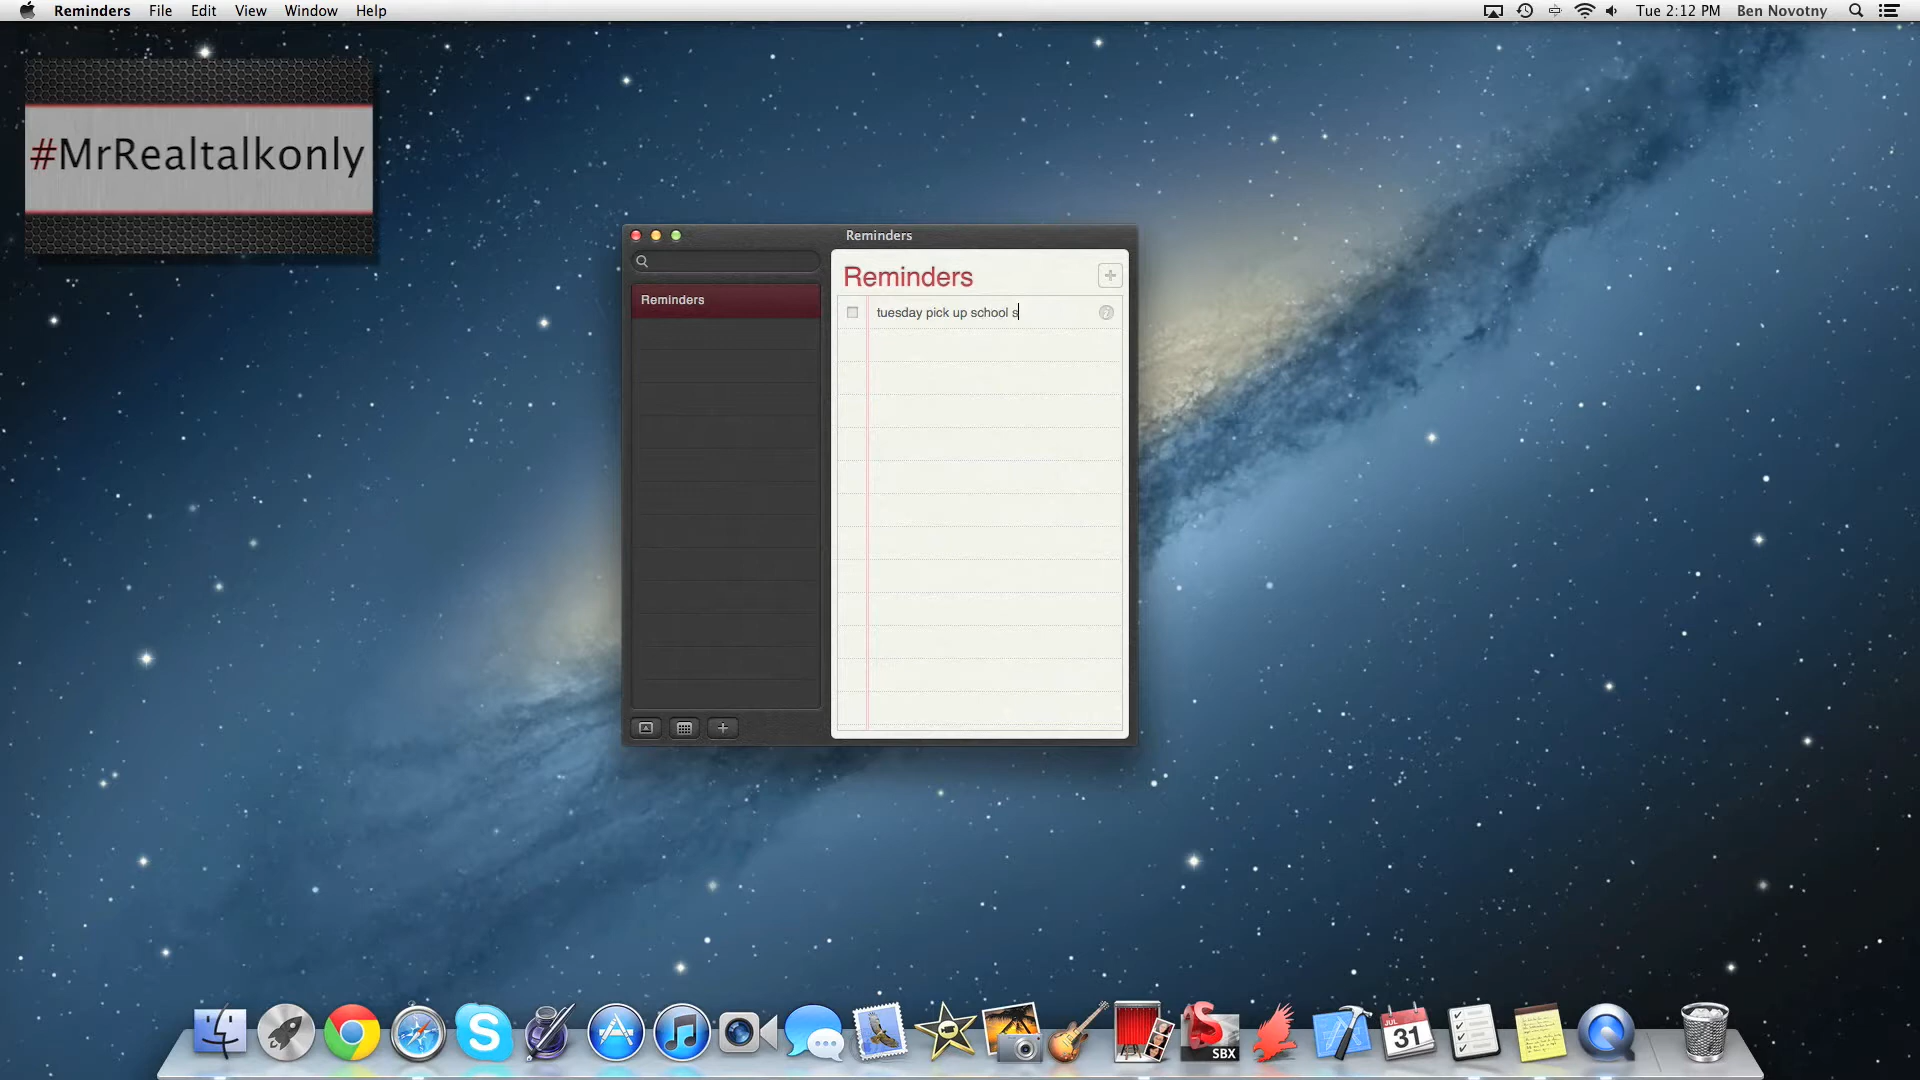 Reminders File Edit View Window Help Tue 2:12 PM Ben Novotny
#MrRealtalkonly
Reminders
Reminders
Reminders
tuesday pick up school s
SBX
JUL
31